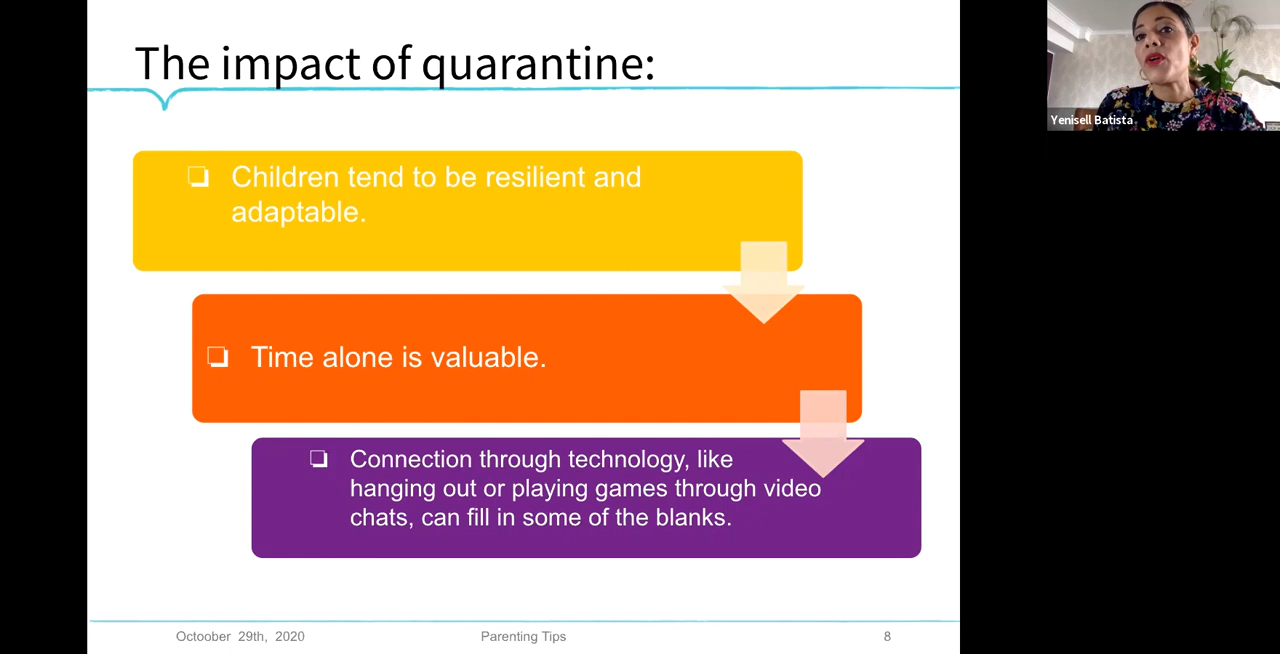 The impact of quarantine:
Yenisell Batista
❑ Children tend to be resilient and
adaptable.
❑ Time alone is valuable.
❑ Connection through technology, like
hanging out or playing games through video
chats, can fill in some of the blanks.
Octoober 29th, 2020
Parenting Tips
8